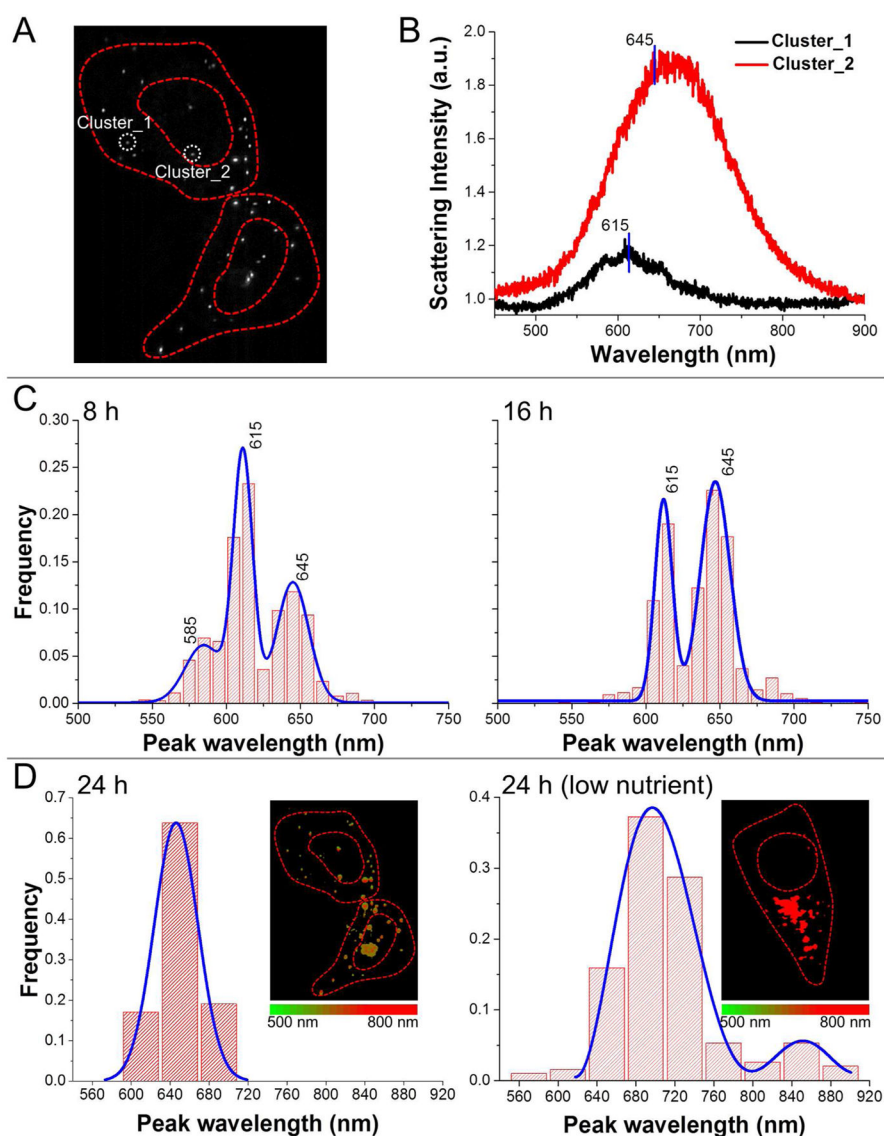 A
Cluster_1
Cluster_2
B
Scattering Intensity (a.u.)
2.0
1.8
1.6
1.4
1.2
1.0
645
615
Cluster_1
Cluster_2
500 600 700 800 900
Wavelength (nm)
C
8 h
Frequency
0.30
0.25
0.20
0.15
0.10
0.05
0.00
585
615
645
500 550 600 650 700 750
Peak wavelength (nm)
16 h
615
645
500 550 600 650 700 750
Peak wavelength (nm)
D
24 h
Frequency
0.7
0.6
0.5
0.4
0.3
0.2
0.1
0.0
500 nm 800 nm
560 600 640 680 720 760 800 840 880 920
Peak wavelength (nm)
24 h (low nutrient)
0.4
0.3
0.2
0.1
0.0
500 nm 800 nm
560 600 640 680 720 760 800 840 880 920
Peak wavelength (nm)